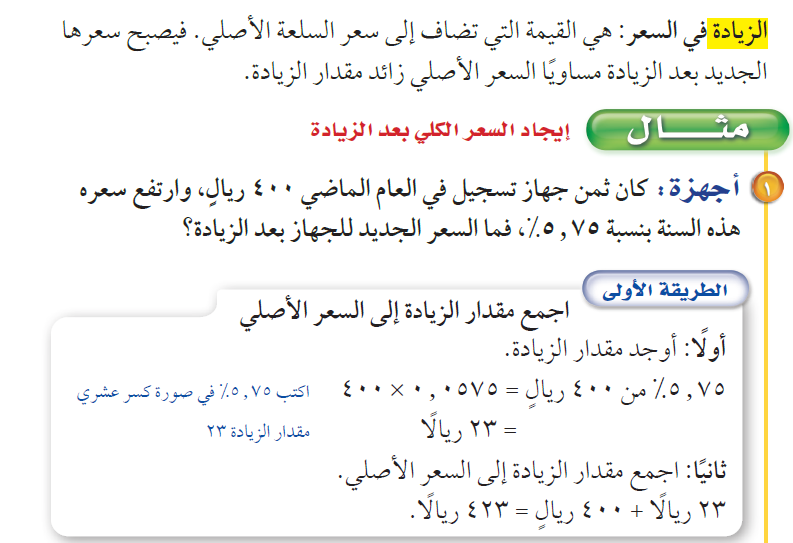 الزيادة في السعر: هي القيمة التي تضاف إلى سعر السلعة الأصلي. فيصبح سعرها
الجديد بعد الزيادة مساويًا السعر الأصلي زائد مقدار الزيادة.
مثـــال إيجاد السعر الكلي بعد الزيادة
١ أجهزة: كان ثمن جهاز تسجيل في العام الماضي ٤٠٠ ريالٍ، وارتفع سعره
هذه السنة بنسبة ٥,٧٥٪، فما السعر الجديد للجهاز بعد الزيادة؟
الطريقة الأولى
اجمع مقدار الزيادة إلى السعر الأصلي
أولًا: أوجد مقدار الزيادة.
٥,٧٥٪ من ٤٠٠ ريالٍ = ٠,٠٥٧٥ × ٤٠٠ اكتب ٥,٧٥٪ في صورة كسر عشري
= ٢٣ ريالًا مقدار الزيادة ٢٣
ثانيًا: اجمع مقدار الزيادة إلى السعر الأصلي.
٢٣ ريالًا + ٤٠٠ ريالٍ = ٤٢٣ ريالًا.